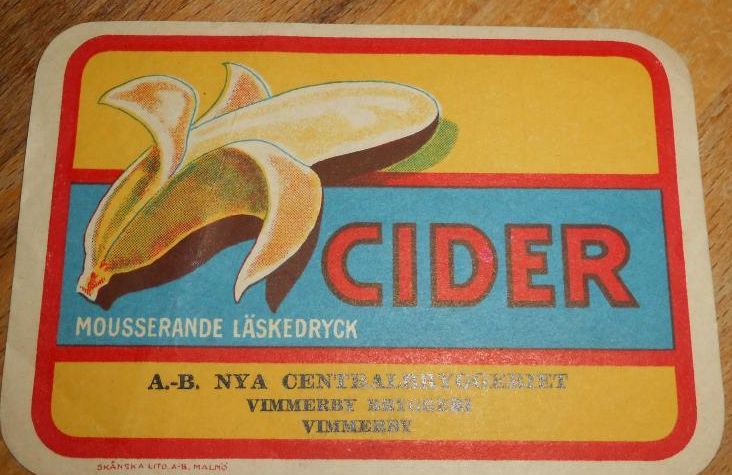 CIDER
MOUSSERANDE LÄSKEDRYCK
A.-B. NYA CENTRALBRYGGERIET
VIMMERBY BRYGGERI
VIMMERBY
SKÅNSKA LITO. A-B, MALMÖ